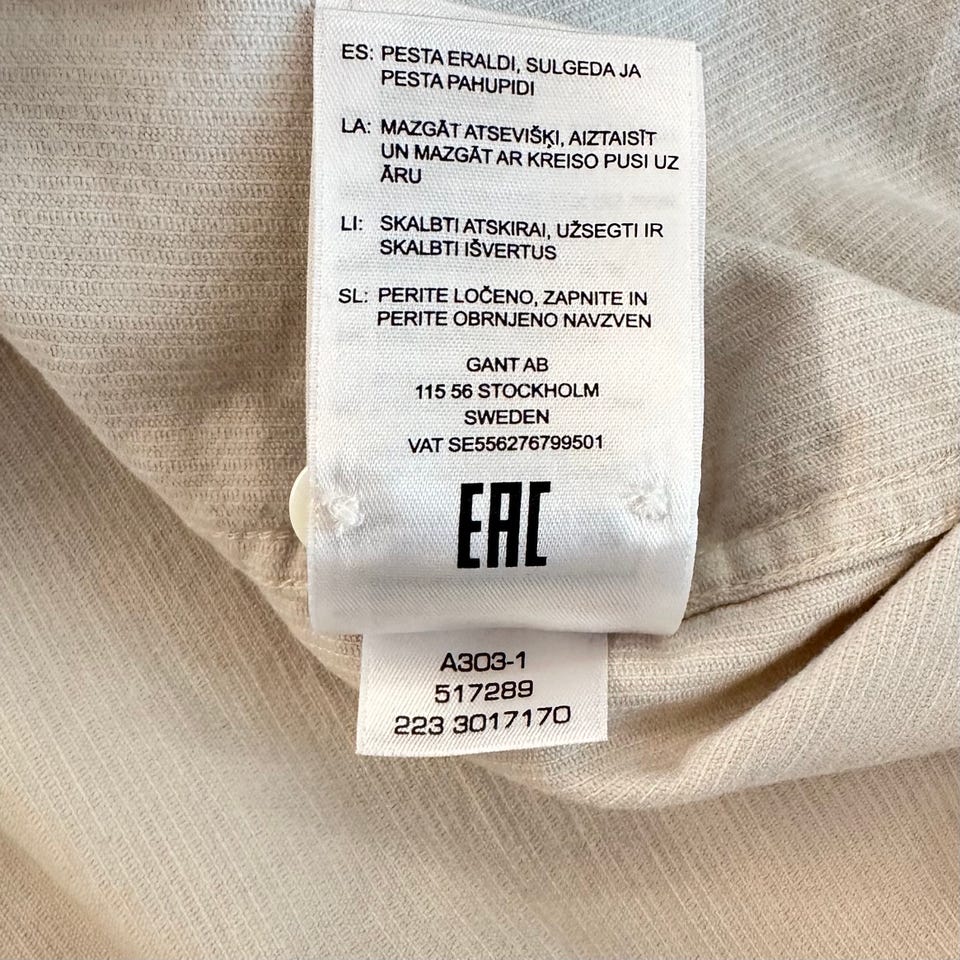 ES: PESTA ERALDI, SULGEDA JA
PESTA PAHUPIDI
LA: MAZGĀT ATSEVIŠĶI, AIZTAISĪT
UN MAZGĀT AR KREISO PUSI UZ
ĀRU
LI: SKALBTI ATSKIRAI, UŽSEGTI IR
SKALBTI IŠVERTUS
SL: PERITE LOČENO, ZAPNITE IN
PERITE OBRNJENO NAVZVEN
GANT AB
115 56 STOCKHOLM
SWEDEN
VAT SE556276799501
EAC
A303-1
517289
223 3017170